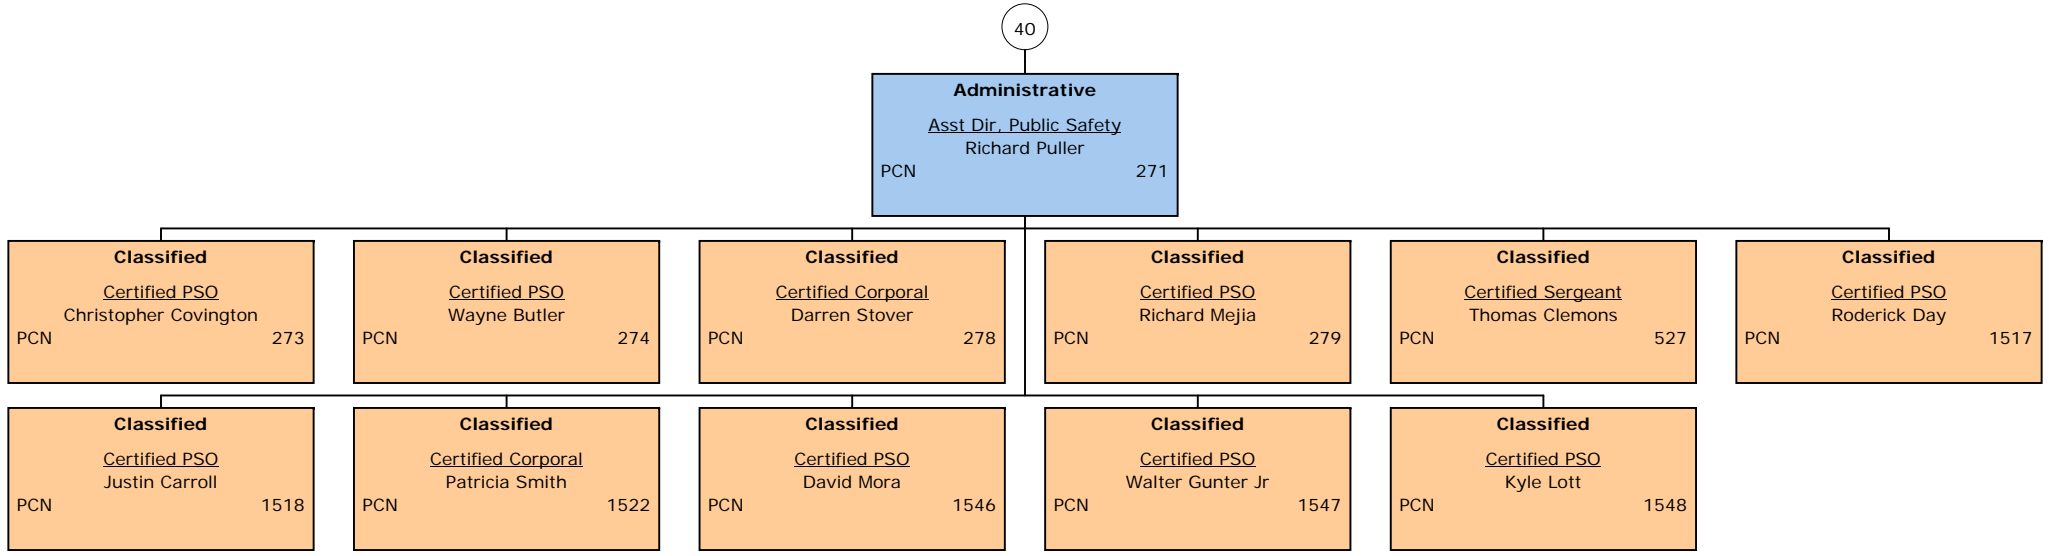 40
Administrative
Asst Dir, Public Safety
Richard Puller
PCN 271
Classified
Certified PSO
Christopher Covington
PCN 273
Classified
Certified PSO
Wayne Butler
PCN 274
Classified
Certified Corporal
Darren Stover
PCN 278
Classified
Certified PSO
Richard Mejia
PCN 279
Classified
Certified Sergeant
Thomas Clemons
PCN 527
Classified
Certified PSO
Roderick Day
PCN 1517
Classified
Certified PSO
Justin Carroll
PCN 1518
Classified
Certified Corporal
Patricia Smith
PCN 1522
Classified
Certified PSO
David Mora
PCN 1546
Classified
Certified PSO
Walter Gunter Jr
PCN 1547
Classified
Certified PSO
Kyle Lott
PCN 1548